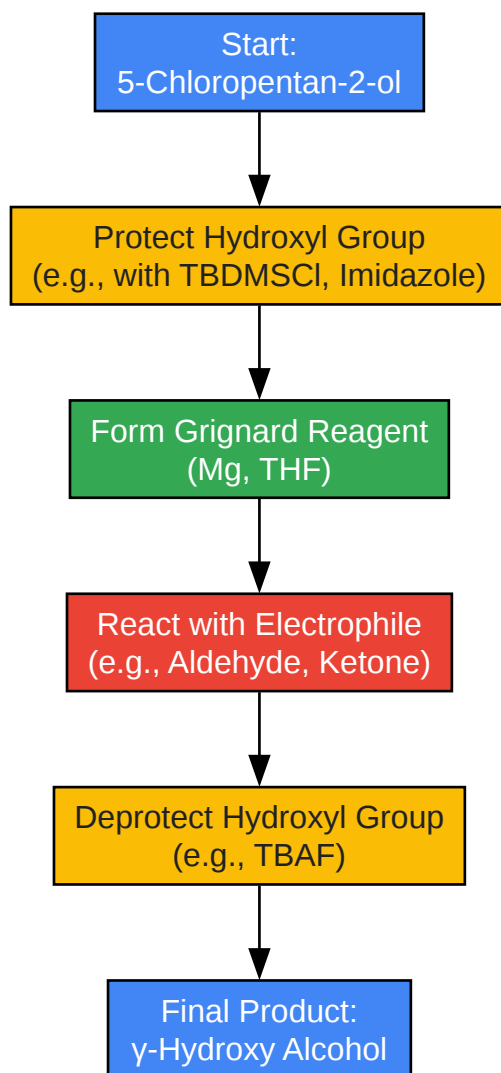 Start:
5-Chloropentan-2-ol
Protect Hydroxyl Group
(e.g., with TBDMSCl, Imidazole)
Form Grignard Reagent
(Mg, THF)
React with Electrophile
(e.g., Aldehyde, Ketone)
Deprotect Hydroxyl Group
(e.g., TBAF)
Final Product:
γ-Hydroxy Alcohol